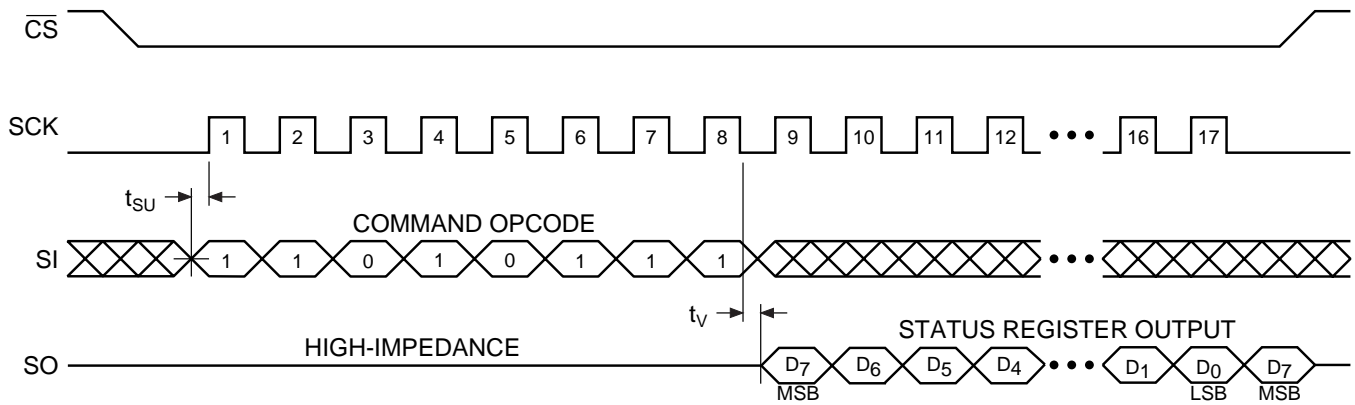 CS
SCK 1 2 3 4 5 6 7 8 9 10 11 12 ••• 16 17
tSU
COMMAND OPCODE
SI 1 1 0 1 0 1 1 1 •••
tV
STATUS REGISTER OUTPUT
HIGH-IMPEDANCE
SO D7 D6 D5 D4 ••• D1 D0 D7
MSB LSB MSB